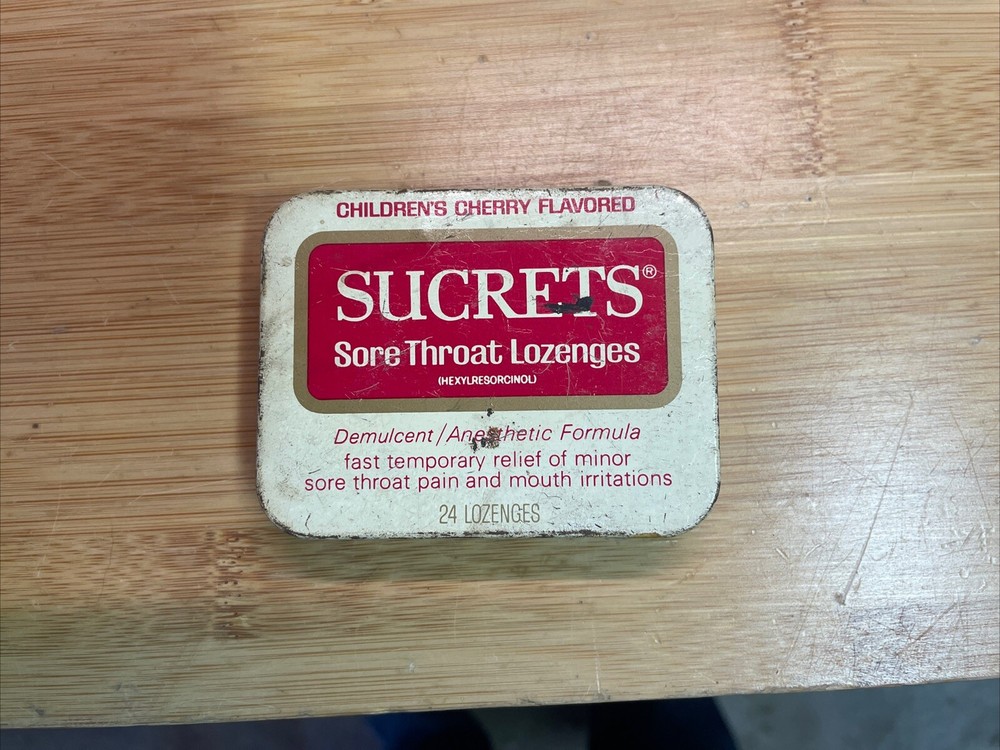 CHILDREN'S CHERRY FLAVORED
SUCRETS®
Sore Throat Lozenges
(HEXYLRESORCINOL)
Demulcent/Anesthetic Formula
fast temporary relief of minor
sore throat pain and mouth irritations
24 LOZENGES